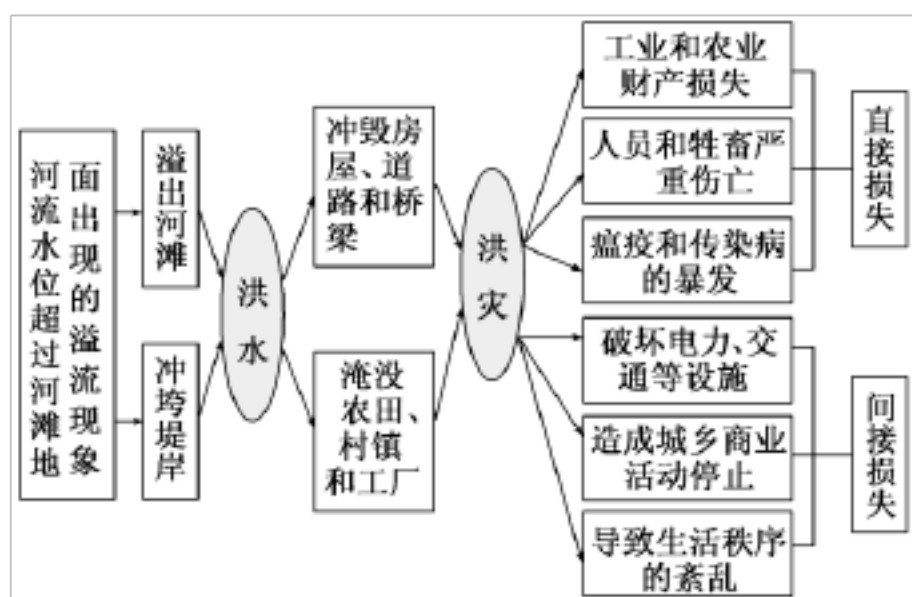 河流水位超过河滩地
面出现的溢流现象
溢出河滩
冲垮堤岸
洪水
冲毁房
屋、道
路和桥
梁
淹没
农田、
村镇
和工厂
洪灾
工业和农业
财产损失
人员和牲畜严
重伤亡
瘟疫和传染病
的暴发
破坏电力、交
通等设施
造成城乡商业
活动停止
导致生活秩序
的紊乱
直接损失
间接损失